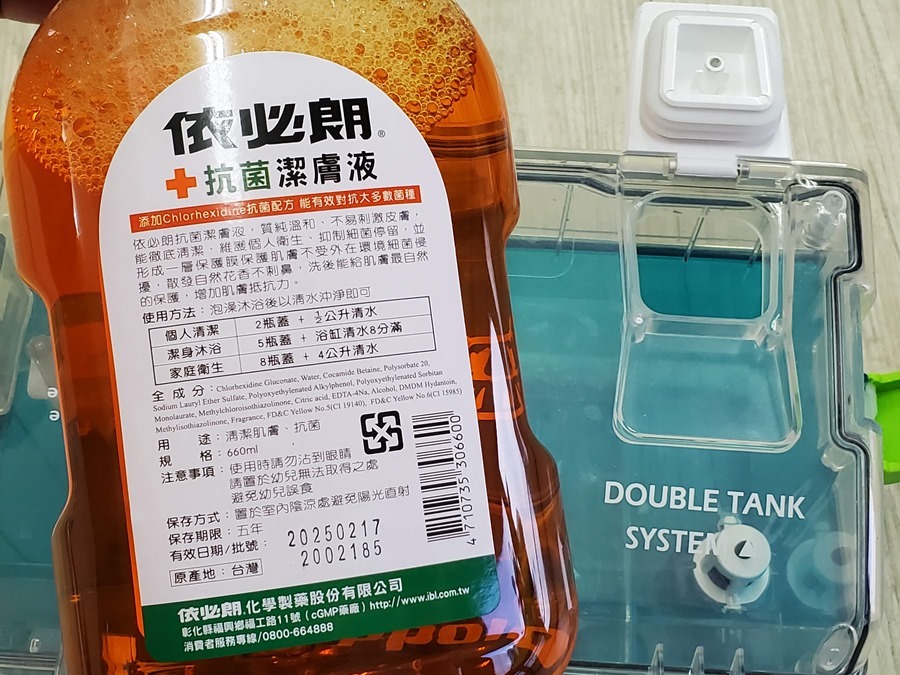 依必朗®
抗菌潔膚液
添加Chlorhexidine抗菌配方 能有效對抗大多數菌種
依必朗抗菌潔膚液，質純溫和、不易刺激皮膚，
能徹底清潔、維護個人衛生、抑制細菌停留，並
形成一層保護膜保護肌膚不受外在環境細菌侵
擾，散發自然花香不刺鼻，洗後能給肌膚最自然
的保護，增加肌膚抵抗力。
使用方法：泡澡沐浴後以清水沖淨即可
個人清潔 2瓶蓋 + ½公升清水
潔身沐浴 5瓶蓋 + 浴缸清水8分滿
家庭衛生 8瓶蓋 + 4公升清水
全成分：Chlorhexidine Gluconate, Water, Cocamide Betaine, Polysorbate 20,
Sodium Lauryl Ether Sulfate, Polyoxyethylenated Alkylphenol, Polyoxyethylenated Sorbitan
Monolaurate, Methylchloroisothiazolinone, Citric acid, EDTA-4Na, Alcohol, DMDM Hydantoin,
Methylisothiazolinone, Fragrance, FD&C Yellow No.5(CI 19140), FD&C Yellow No.6(CI 15985)
用途：清潔肌膚、抗菌
規格：660ml
注意事項：使用時請勿沾到眼睛
請置於幼兒無法取得之處
避免幼兒誤食
保存方式：置於室內陰涼處避免陽光直射
保存期限：五年
有效日期/批號：20250217
2002185
原產地：台灣
4 710735 306600
依必朗化學製藥股份有限公司
彰化縣福興鄉福工路11號（cGMP藥廠）http://www.ibl.com.tw
消費者服務專線/0800-664888
DOUBLE TANK
SYSTEM